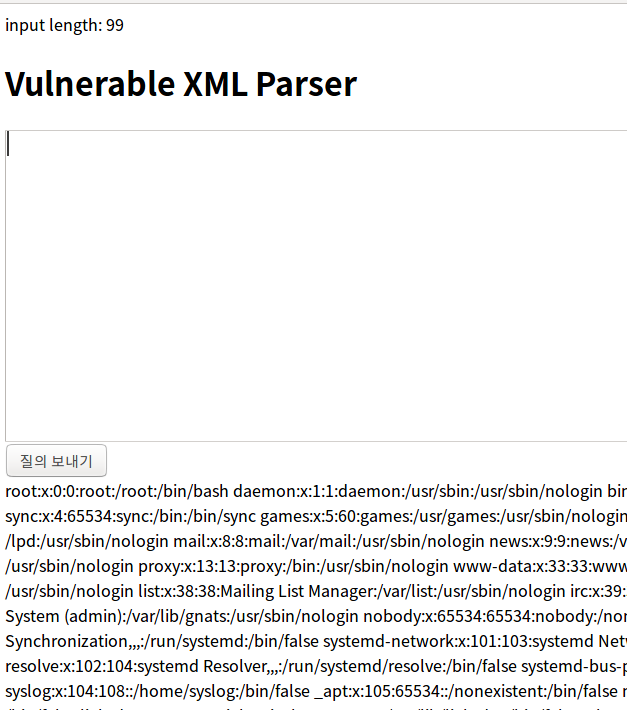 input length: 99
Vulnerable XML Parser
질의 보내기
root:x:0:0:root:/root:/bin/bash daemon:x:1:1:daemon:/usr/sbin:/usr/sbin/nologin bin
sync:x:4:65534:sync:/bin:/bin/sync games:x:5:60:games:/usr/games:/usr/sbin/nologin
/lpd:/usr/sbin/nologin mail:x:8:8:mail:/var/mail:/usr/sbin/nologin news:x:9:9:news:/v
/usr/sbin/nologin proxy:x:13:13:proxy:/bin:/usr/sbin/nologin www-data:x:33:33:www
/usr/sbin/nologin list:x:38:38:Mailing List Manager:/var/list:/usr/sbin/nologin irc:x:39:
System (admin):/var/lib/gnats:/usr/sbin/nologin nobody:x:65534:65534:nobody:/non
Synchronization,,,:/run/systemd:/bin/false systemd-network:x:101:103:systemd Net
resolve:x:102:104:systemd Resolver,,,:/run/systemd/resolve:/bin/false systemd-bus-p
syslog:x:104:108::/home/syslog:/bin/false _apt:x:105:65534::/nonexistent:/bin/false